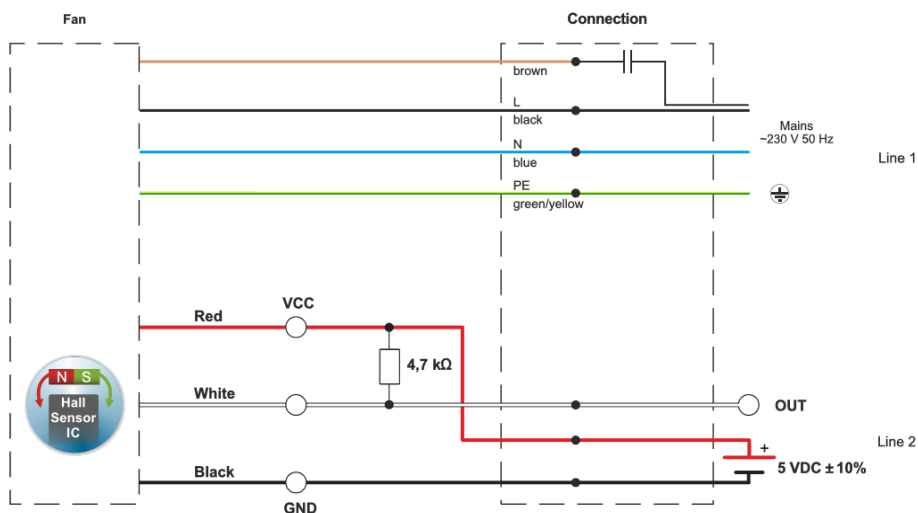 Fan
Connection
brown
L
black
N
blue
PE
green/yellow
Mains
~230 V 50 Hz
Line 1
Red
VCC
4,7 kΩ
N S
Hall
Sensor
IC
White
OUT
Line 2
+
5 VDC ± 10%
Black
GND